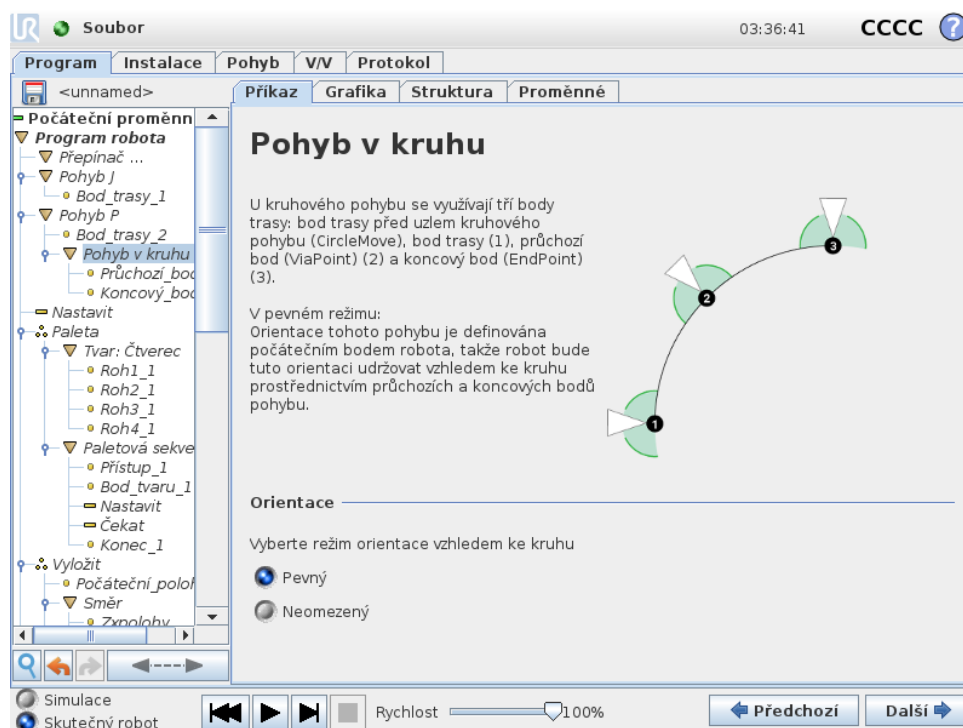 UR Soubor 03:36:41 CCCC ?
Program Instalace Pohyb V/V Protokol
<unnamed> Příkaz Grafika Struktura Proměnné
Počáteční proměnn
Program robota
Přepínač ...
Pohyb J
Bod_trasy_1
Pohyb P
Bod_trasy_2
Pohyb v kruhu
Průchozí_bod
Koncový_bod
Nastavit
Paleta
Tvar: Čtverec
Roh1_1
Roh2_1
Roh3_1
Roh4_1
Paletová sekve
Přístup_1
Bod_tvaru_1
Nastavit
Čekat
Konec_1
Vyložit
Počáteční_poloh
Směr
Zxpolohy
Pohyb v kruhu
U kruhového pohybu se využívají tří body
trasy: bod trasy před uzlem kruhového
pohybu (CircleMove), bod trasy (1), průchozí
bod (ViaPoint) (2) a koncový bod (EndPoint)
(3).
V pevném režimu:
Orientace tohoto pohybu je definována
počátečním bodem robota, takže robot bude
tuto orientaci udržovat vzhledem ke kruhu
prostřednictvím průchozích a koncových bodů
pohybu.
3
2
1
Orientace
Vyberte režim orientace vzhledem ke kruhu
Pevný
Neomezený
Simulace
Skutečný robot
Rychlost 100%
Předchozí Další